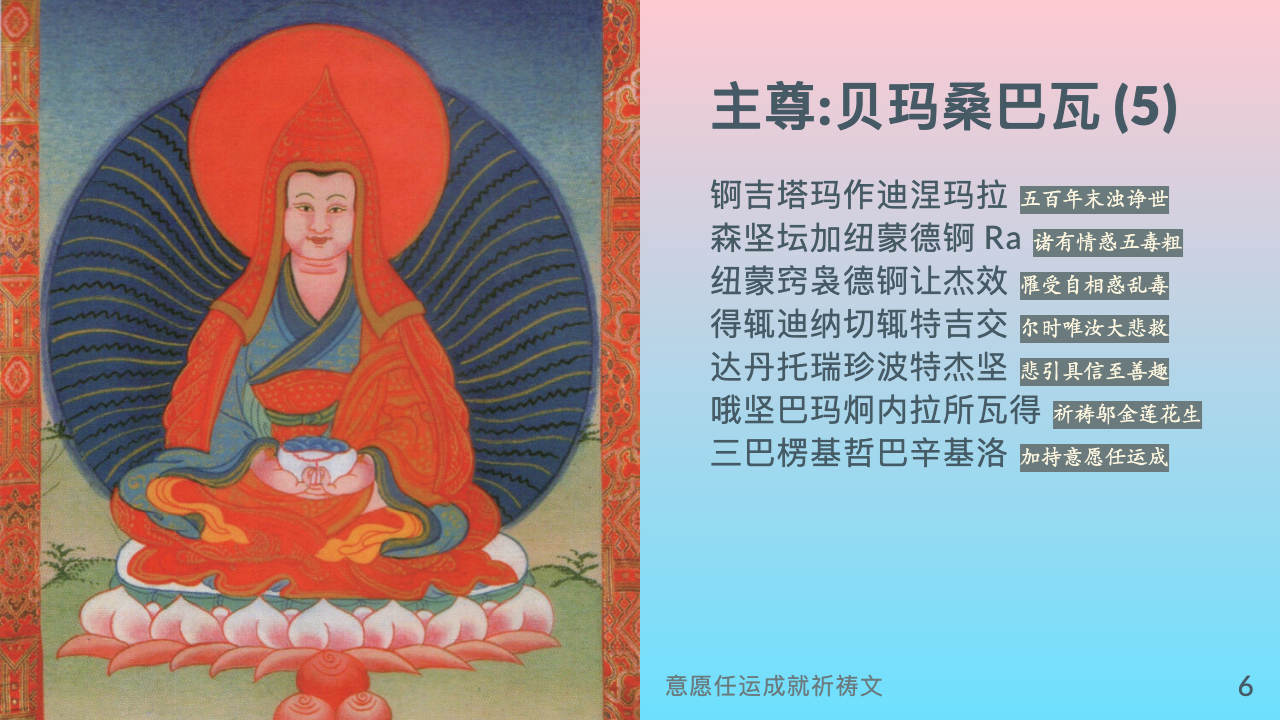 主尊:贝玛桑巴瓦 (5)
锕吉塔玛作迪涅玛拉 五百年末浊诤世
森坚坛加纽蒙德锕 Ra 诸有情惑五毒粗
纽蒙窍袅德锕让杰效 罹受自相惑乱毒
得辄迪纳切辄特吉交 尔时唯汝大悲救
达丹托瑞珍波特杰坚 悲引具信至善趣
哦坚巴玛炯内拉所瓦得 祈祷邬金莲花生
三巴楞基哲巴辛基洛 加持意愿任运成
意愿任运成就祈祷文
6